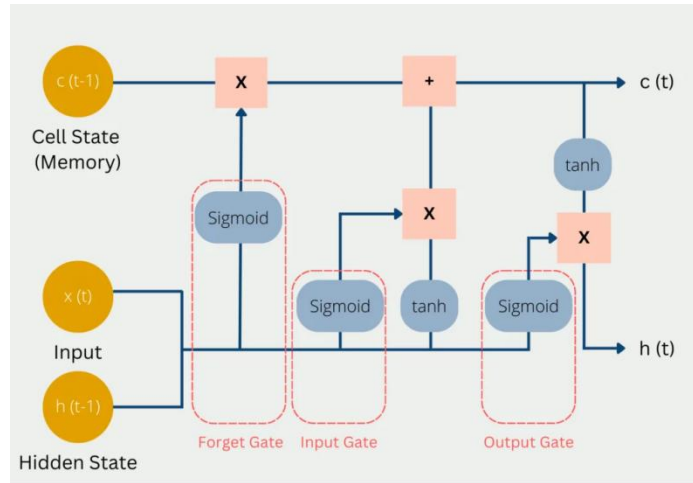 c (t-1)
X
+
c (t)
Cell State
(Memory)
tanh
Sigmoid
X
X
x (t)
Sigmoid
tanh
Sigmoid
Input
h (t)
h (t-1)
Forget Gate
Input Gate
Output Gate
Hidden State